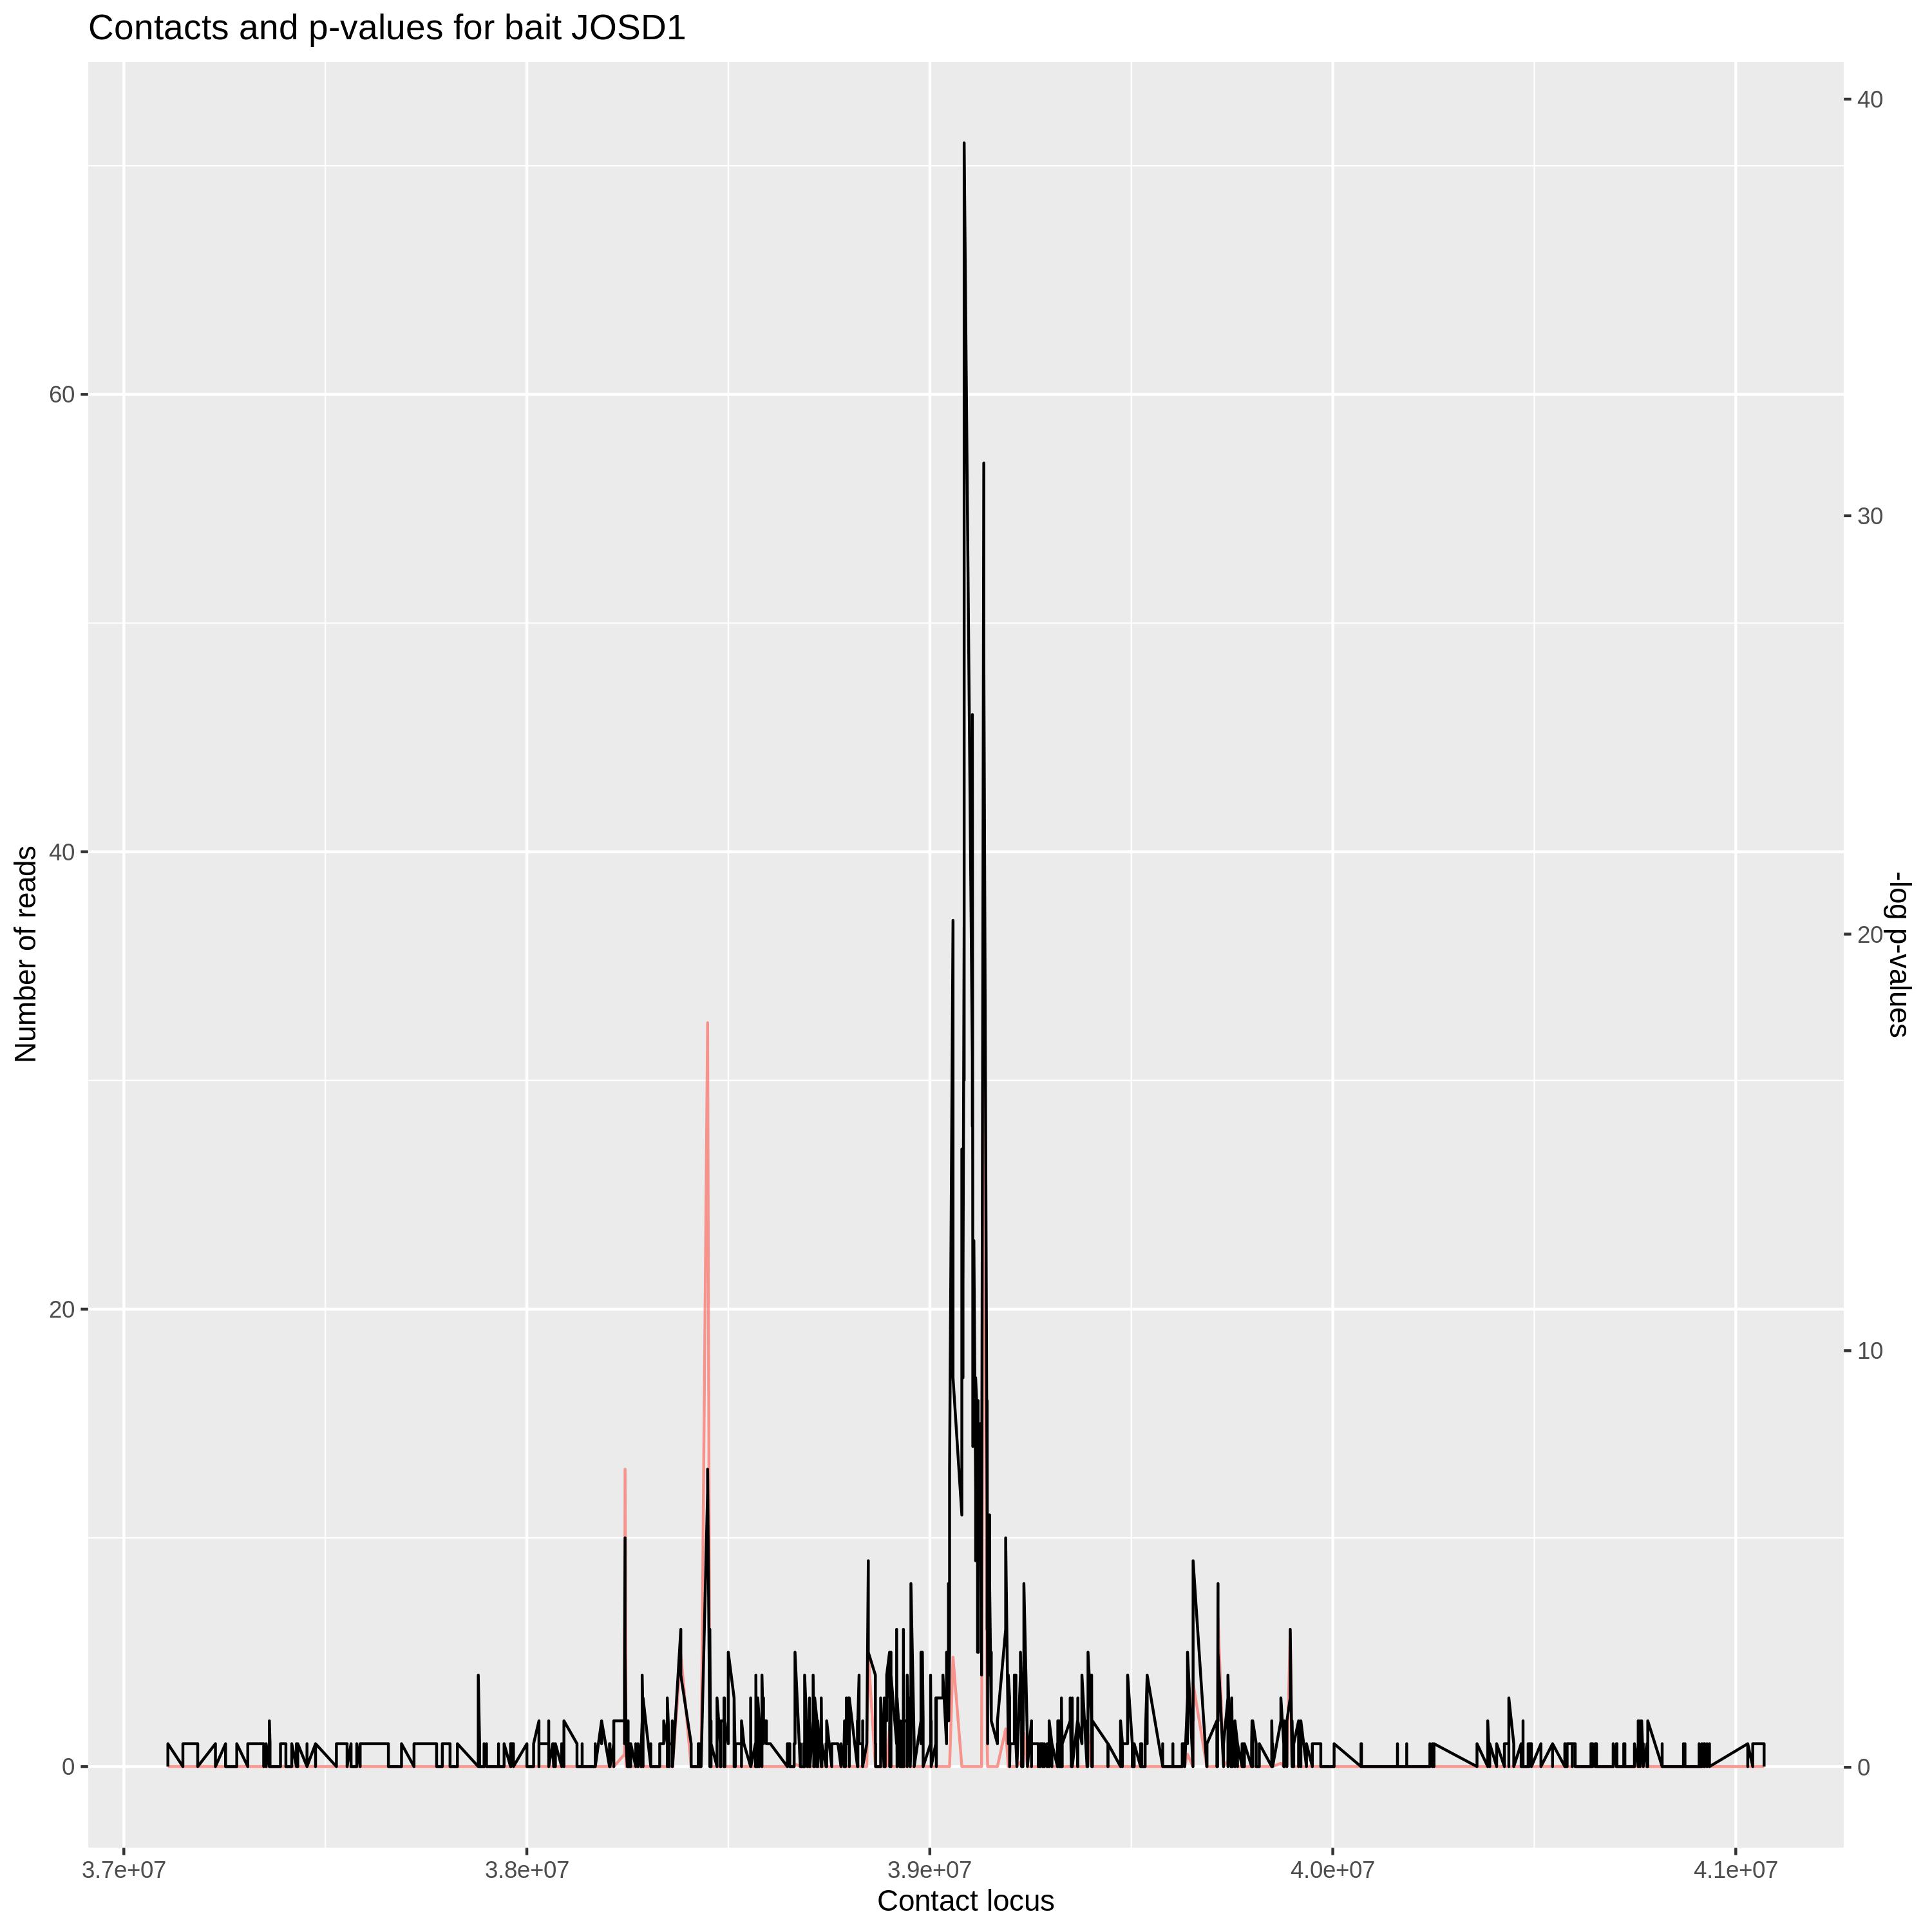 Contacts and p-values for bait JOSD1
40
60
30
40
20
20
10
0
0
Number of reads
-log p-values
3.7e+07
3.8e+07
3.9e+07
4.0e+07
4.1e+07
Contact locus